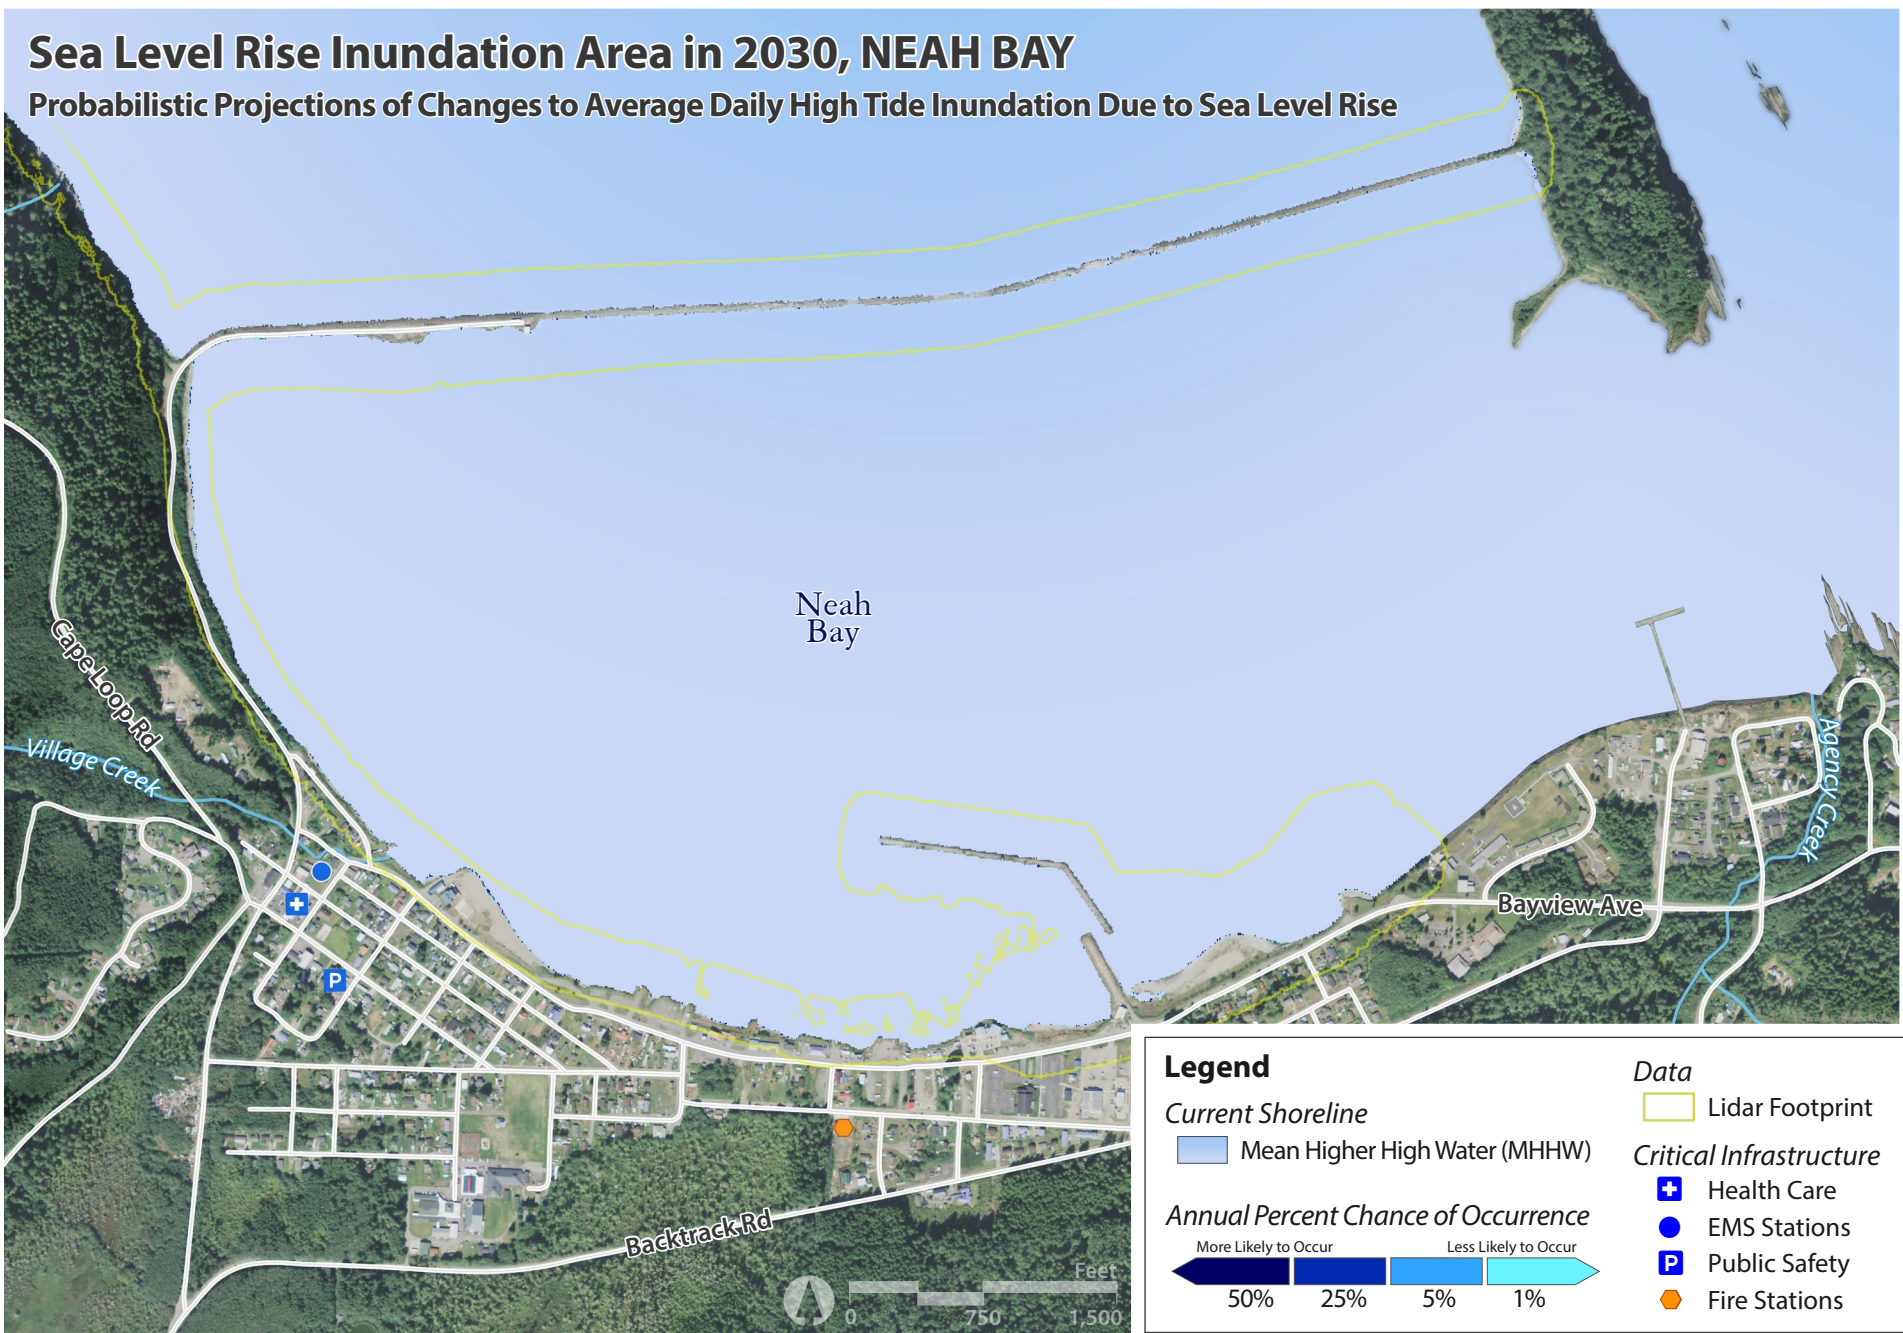 Sea Level Rise Inundation Area in 2030, NEAH BAY
Probabilistic Projections of Changes to Average Daily High Tide Inundation Due to Sea Level Rise
Neah
Bay
Cape Loop Rd
Village Creek
Agency Creek
Bayview Ave
Backtrack Rd
Feet
0 750 1,500
Legend
Current Shoreline
Mean Higher High Water (MHHW)
Annual Percent Chance of Occurrence
More Likely to Occur Less Likely to Occur
50% 25% 5% 1%
Data
Lidar Footprint
Critical Infrastructure
Health Care
EMS Stations
P Public Safety
Fire Stations
P